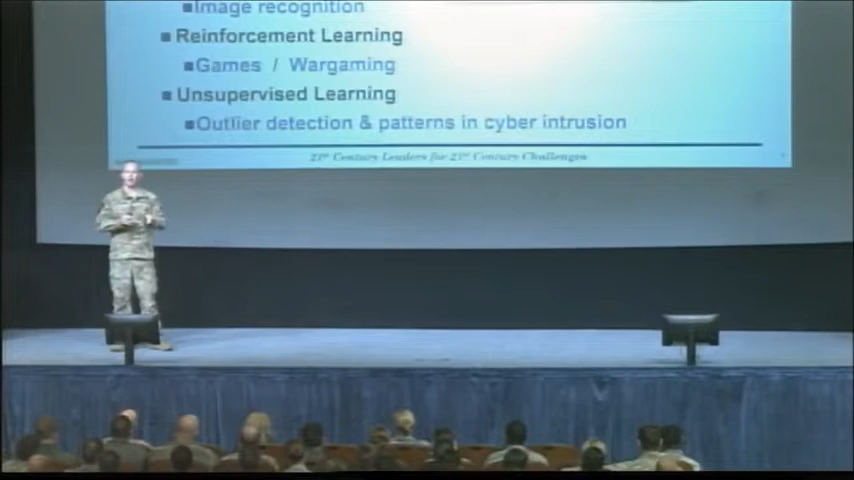 ■Image recognition
■Reinforcement Learning
■Games / Wargaming
■Unsupervised Learning
■Outlier detection & patterns in cyber intrusion
21st Century Leaders for 21st Century Challenges